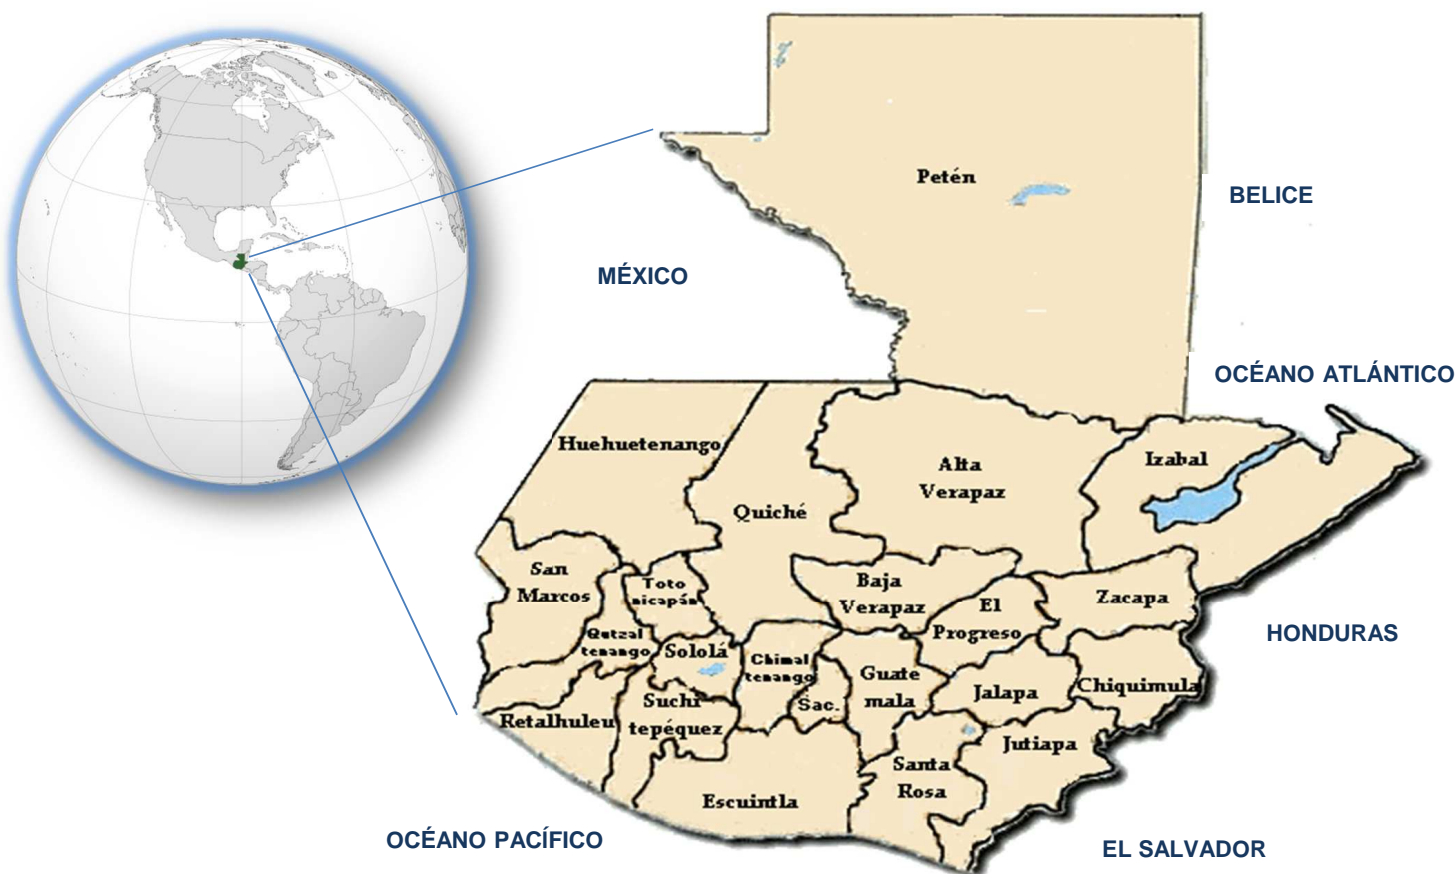 Petén
BELICE
MÉXICO
OCÉANO ATLÁNTICO
Huehuetenango
Alta
Verapaz
Izabal
Quiché
San
Marcos
Toto
nicapán
Baja
Verapaz
El
Progreso
Zacapa
HONDURAS
Quetzal
tenango
Sololá
Chimal
tenango
Guate
mala
Jalapa
Chiquimula
Retalhuleu
Suchi
tepéquez
Sac.
Jutiapa
Santa
Rosa
Escuintla
OCÉANO PACÍFICO
EL SALVADOR